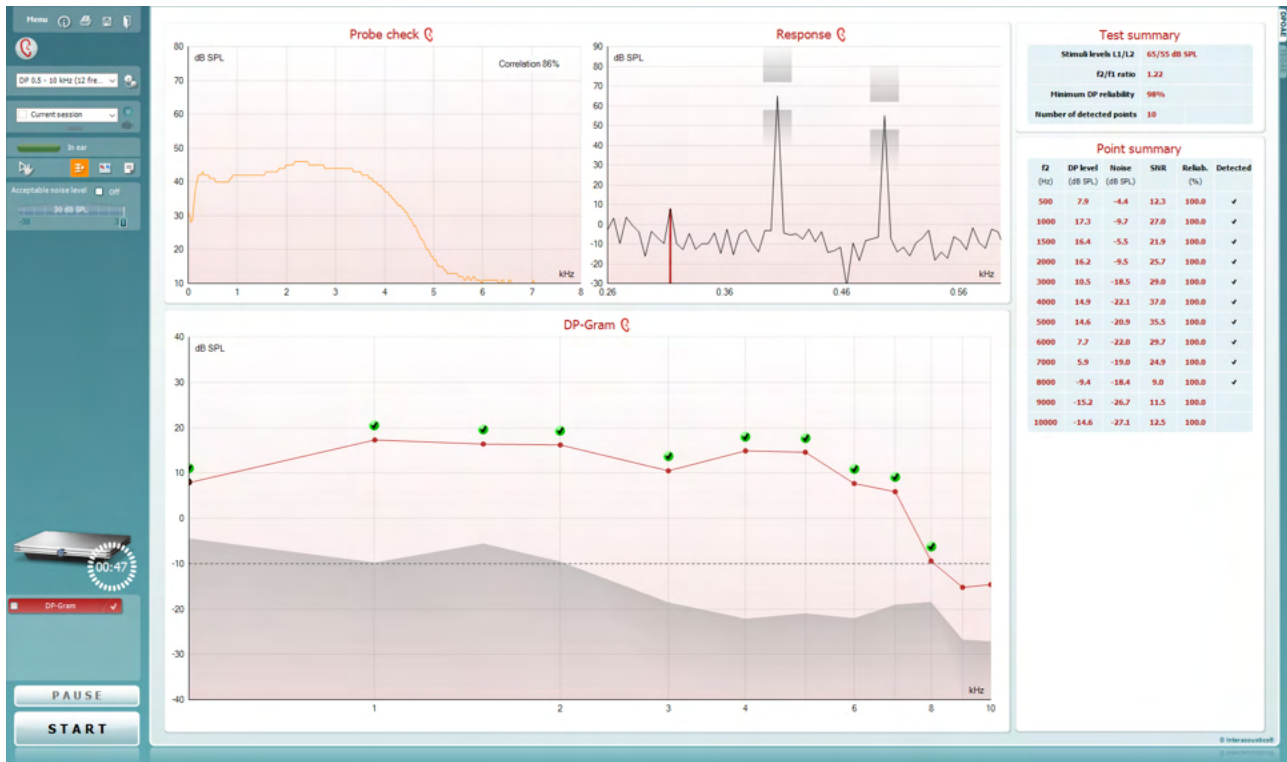 Menu
DP 0.5 - 10 kHz (12 fre...
Current session
In ear
Acceptable noise level Off
30 dB SPL
-30
00:47
DP-Gram
PAUSE
START
Probe check
80
dB SPL
Correlation 86%
70
60
50
40
30
20
10
kHz
0 1 2 3 4 5 6 7 8
Response
90
dB SPL
80
70
60
50
40
30
20
10
0
-10
-20
-30
kHz
0.26 0.36 0.46 0.56
DP-Gram
40
dB SPL
30
20
10
0
-10
-20
-30
-40
kHz
1 2 3 4 6 8 10
Test summary
Stimuli levels L1/L2 65/55 dB SPL
f2/f1 ratio 1.22
Minimum DP reliability 98%
Number of detected points 10
Point summary
f2 DP level Noise SNR Reliab. Detected
(Hz) (dB SPL) (dB SPL) (%)
500 7.9 -4.4 12.3 100.0 ✓
1000 17.3 -9.7 27.0 100.0 ✓
1500 16.4 -5.5 21.9 100.0 ✓
2000 16.2 -9.5 25.7 100.0 ✓
3000 10.5 -18.5 29.0 100.0 ✓
4000 14.9 -22.1 37.0 100.0 ✓
5000 14.6 -20.9 35.5 100.0 ✓
6000 7.7 -22.0 29.7 100.0 ✓
7000 5.9 -19.0 24.9 100.0 ✓
8000 -9.4 -18.4 9.0 100.0 ✓
9000 -15.2 -26.7 11.5 100.0
10000 -14.6 -27.1 12.5 100.0
DPOAE
© Interacoustics®